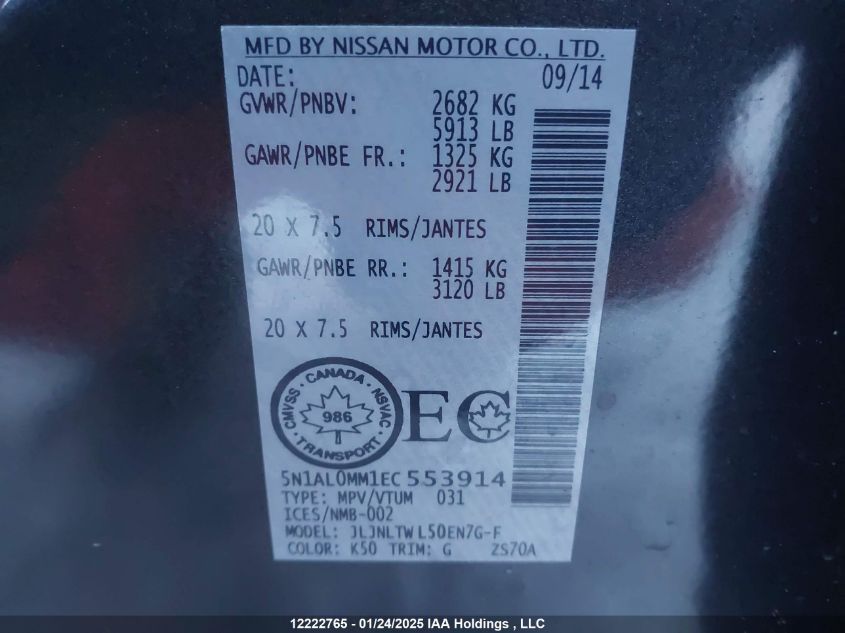 MFD BY NISSAN MOTOR CO., LTD.
DATE: 09/14
GVWR/PNBV: 2682 KG
5913 LB
GAWR/PNBE FR.: 1325 KG
2921 LB
20 X 7.5 RIMS/JANTES
GAWR/PNBE RR.: 1415 KG
3120 LB
20 X 7.5 RIMS/JANTES
CMVSS · CANADA · NSVAC
986
TRANSPORT
EC
5N1AL0MM1EC553914
TYPE: MPV/VTUM 031
ICES/NMB-002
MODEL: JLJNLTWL50EN7G-F
COLOR: K50 TRIM: G ZS70A
12222765 - 01/24/2025 IAA Holdings , LLC